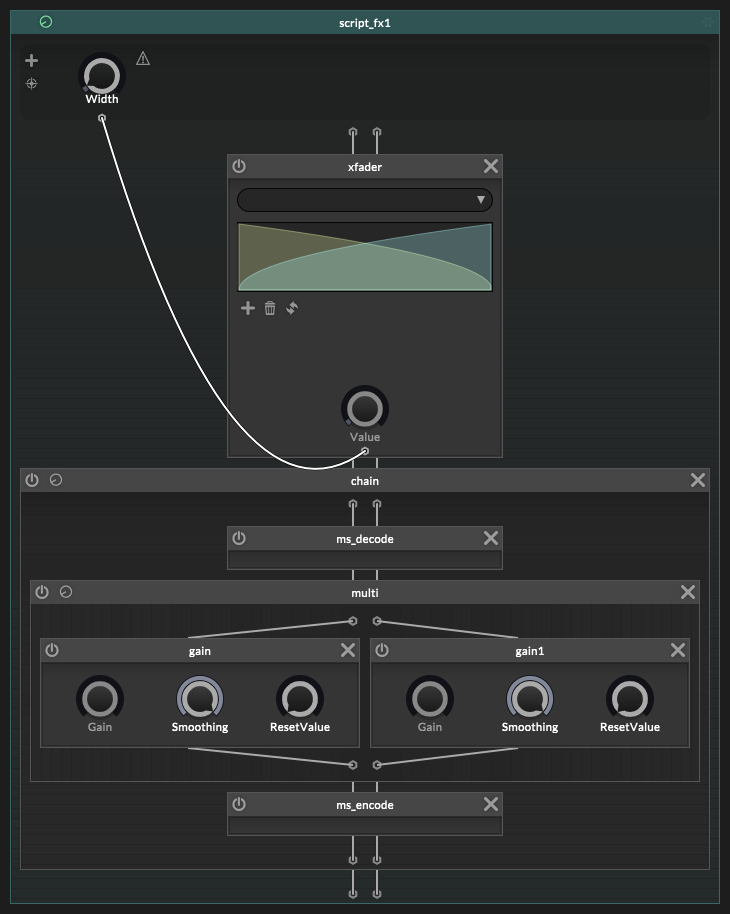 script_fx1
Width
xfader
Value
chain
ms_decode
multi
gain
gain1
Gain Smoothing ResetValue
Gain Smoothing ResetValue
ms_encode